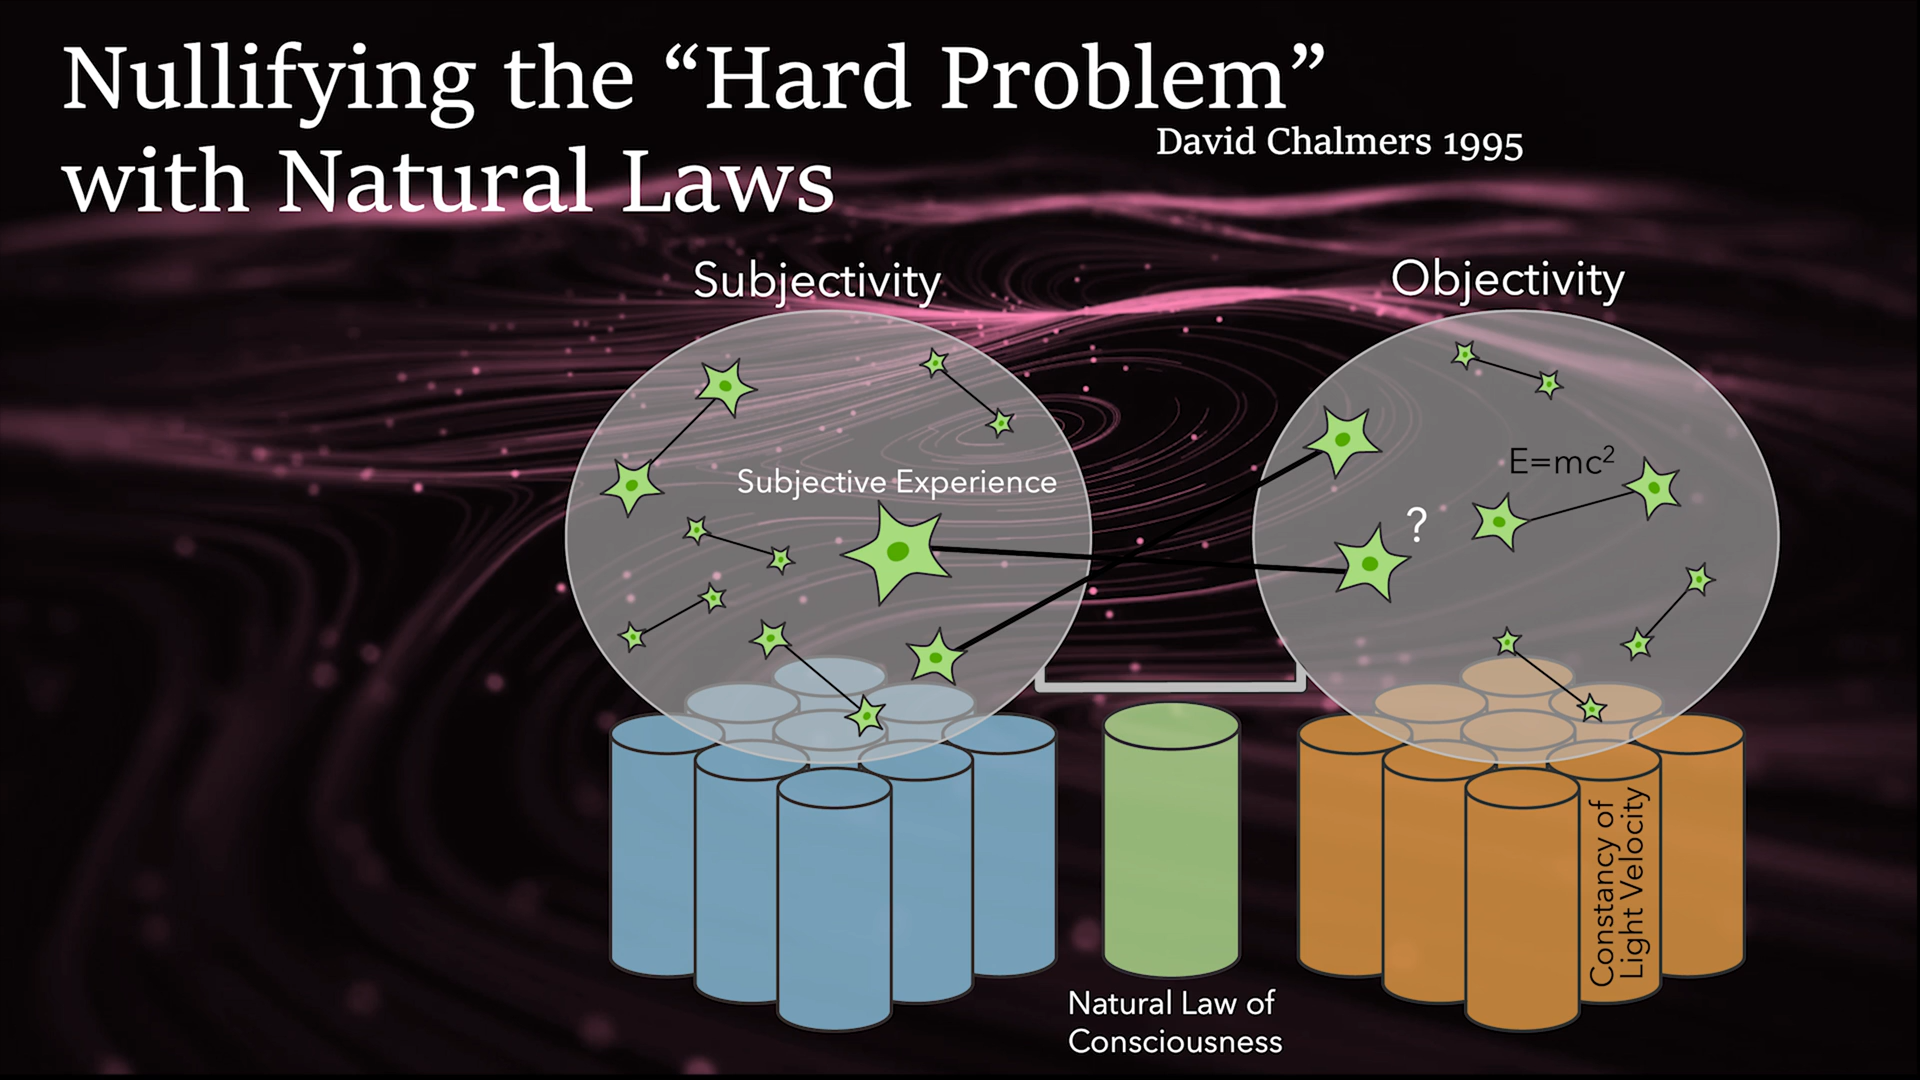 Nullifying the “Hard Problem”
David Chalmers 1995
with Natural Laws
Subjectivity
Objectivity
Subjective Experience
E=mc²
?
Constancy of
Light Velocity
Natural Law of
Consciousness